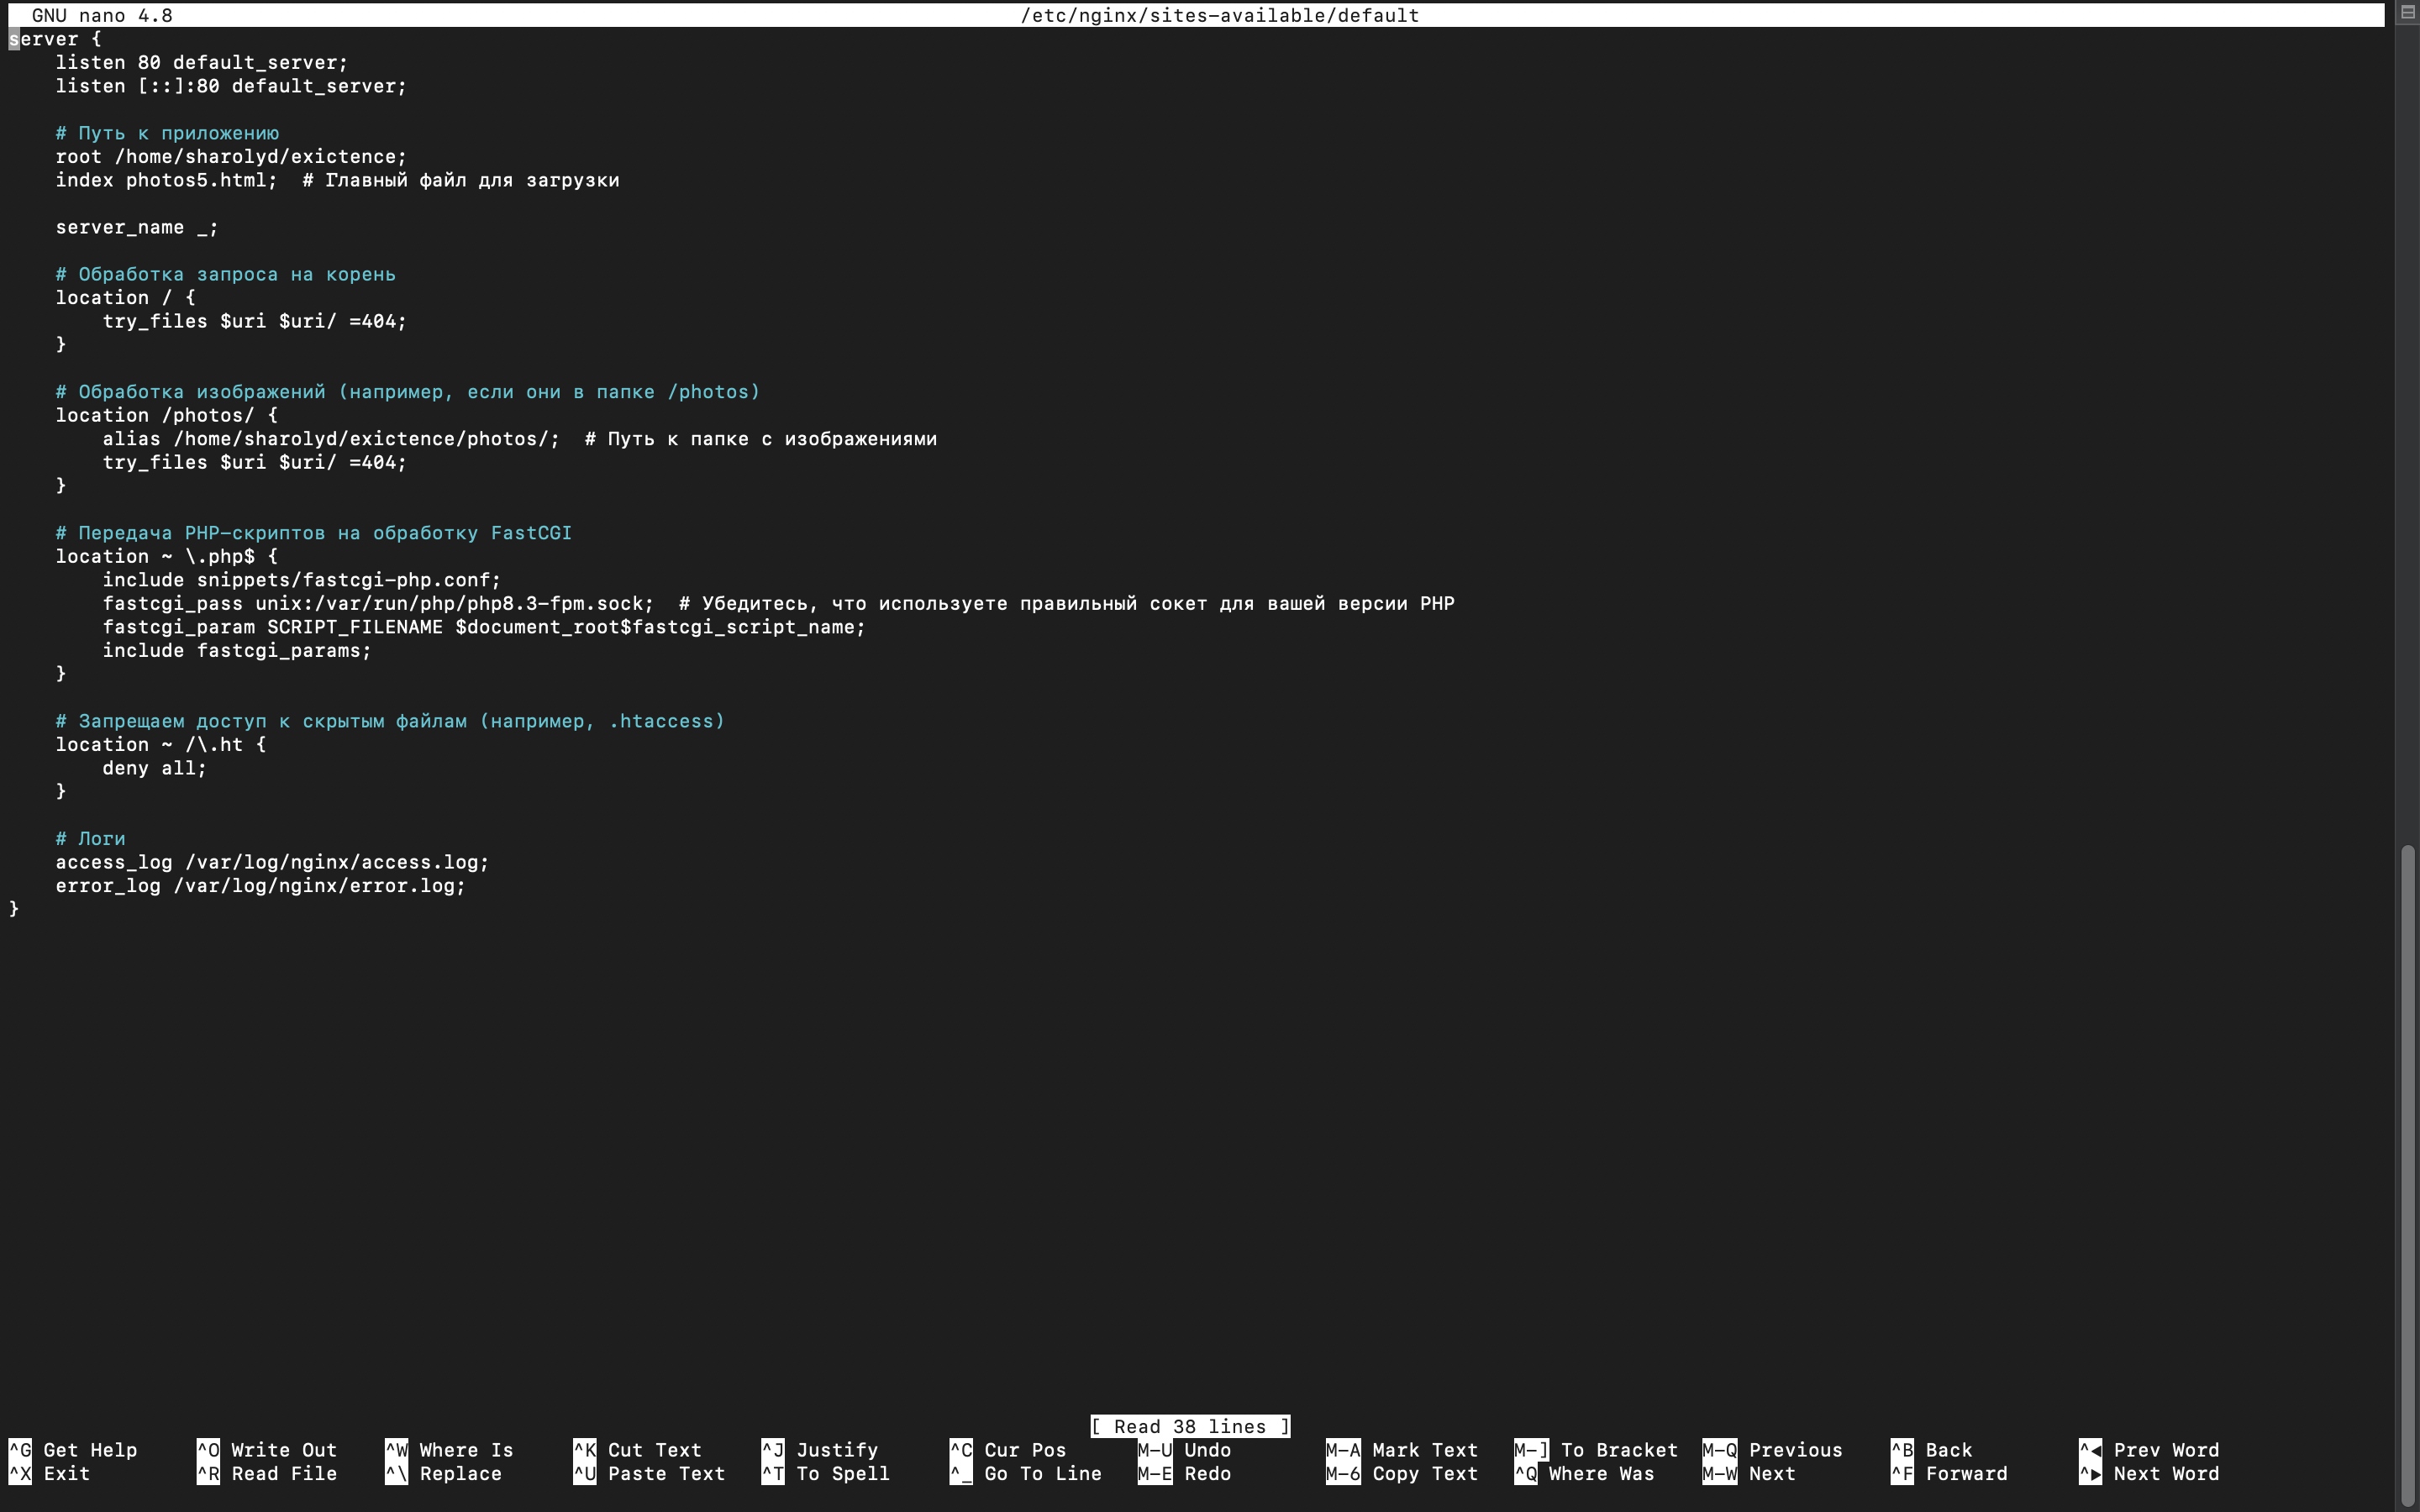 GNU nano 4.8 /etc/nginx/sites-available/default
server {
    listen 80 default_server;
    listen [::]:80 default_server;

    # Путь к приложению
    root /home/sharolyd/exictence;
    index photos5.html;  # Главный файл для загрузки

    server_name _;

    # Обработка запроса на корень
    location / {
        try_files $uri $uri/ =404;
    }

    # Обработка изображений (например, если они в папке /photos)
    location /photos/ {
        alias /home/sharolyd/exictence/photos/;  # Путь к папке с изображениями
        try_files $uri $uri/ =404;
    }

    # Передача PHP-скриптов на обработку FastCGI
    location ~ \.php$ {
        include snippets/fastcgi-php.conf;
        fastcgi_pass unix:/var/run/php/php8.3-fpm.sock;  # Убедитесь, что используете правильный сокет для вашей версии PHP
        fastcgi_param SCRIPT_FILENAME $document_root$fastcgi_script_name;
        include fastcgi_params;
    }

    # Запрещаем доступ к скрытым файлам (например, .htaccess)
    location ~ /\.ht {
        deny all;
    }

    # Логи
    access_log /var/log/nginx/access.log;
    error_log /var/log/nginx/error.log;
}
[ Read 38 lines ]
^G Get Help ^O Write Out ^W Where Is ^K Cut Text ^J Justify ^C Cur Pos M-U Undo M-A Mark Text M-] To Bracket M-Q Previous ^B Back ^◀ Prev Word
^X Exit ^R Read File ^\ Replace ^U Paste Text ^T To Spell ^_ Go To Line M-E Redo M-6 Copy Text ^Q Where Was M-W Next ^F Forward ^▶ Next Word